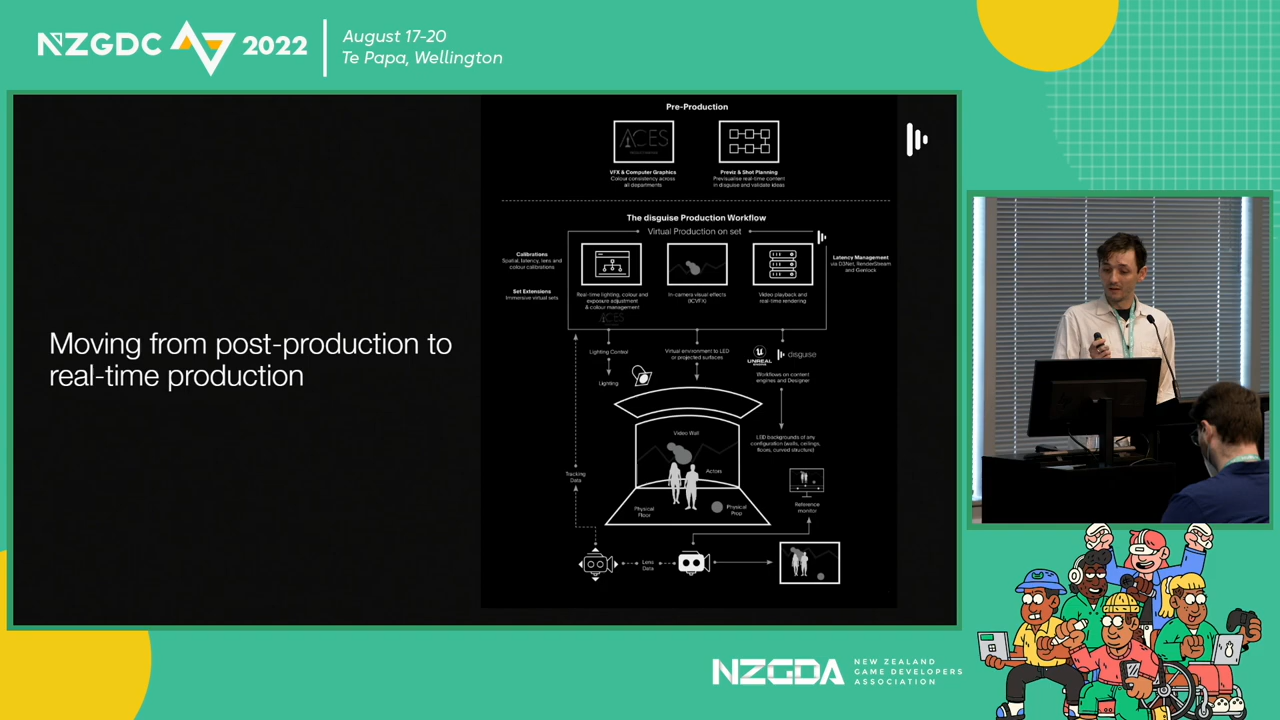 NZGDC 2022
August 17-20
Te Papa, Wellington
Pre-Production
ACES
VFX & Computer Graphics
Colour consistency across
all departments
Previz & Shot Planning
Previsualise real-time content
in disguise and validate ideas
The disguise Production Workflow
Virtual Production on set
Calibrations
Spatial, latency, lens and
colour calibrations
Set Extensions
Immersive virtual sets
Latency Management
via D3Net, RenderStream
and Genlock
Real-time lighting, colour and
exposure adjustment
& colour management
ACES
In-camera visual effects
(ICVFX)
Video playback and
real-time rendering
Moving from post-production to
real-time production
Lighting Control
Lighting
Virtual environment to LED
or projected surfaces
UNREAL
disguise
Workflows on content
engines and Designer
LED backgrounds of any
configuration (walls, ceilings,
floors, curved structure)
Video Wall
Actors
Tracking
Data
Physical
Floor
Physical
Prop
Reference
monitor
Lens
Data
NZGDA
NEW ZEALAND
GAME DEVELOPERS
ASSOCIATION